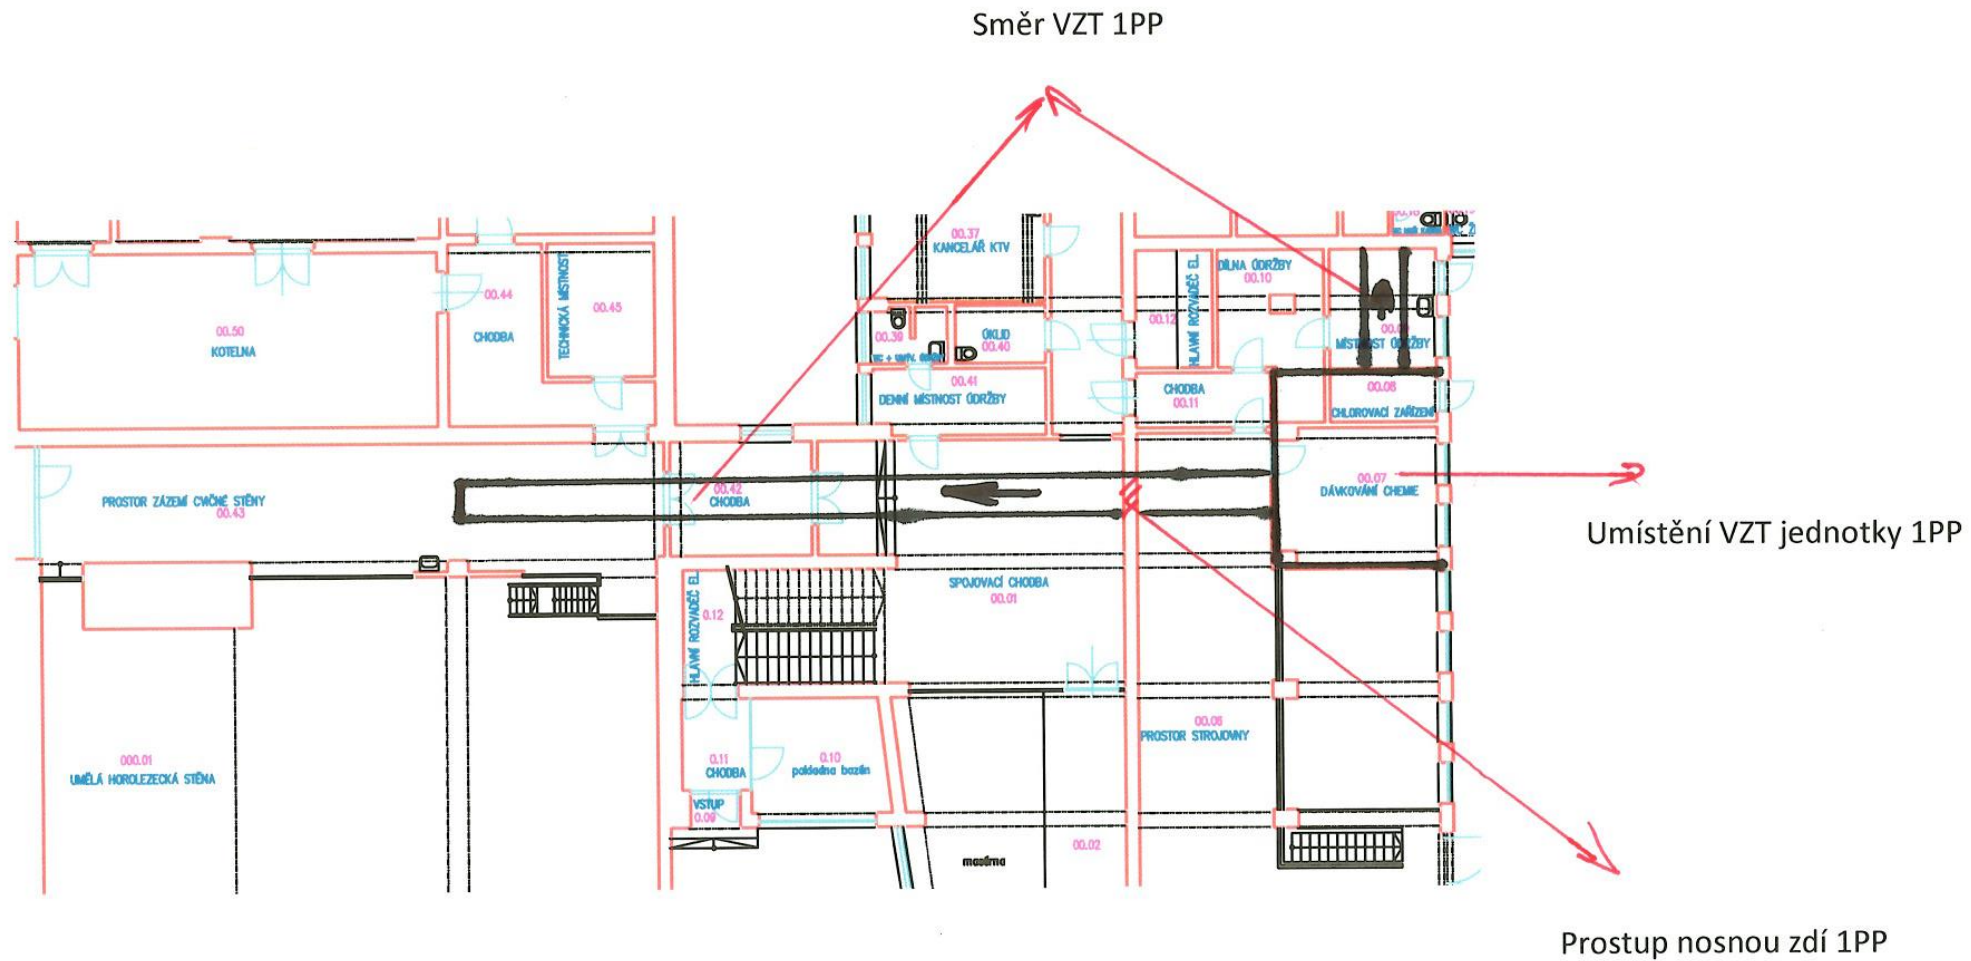 Směr VZT 1PP
00.37
KANCELÁŘ KTV
DÍLNA ÚDRŽBY
00.10
00.44
CHODBA
TECHNICKÁ MÍSTNOST
00.45
00.50
KOTELNA
00.39
ÚKLID
00.40
00.12
HLAVNÍ ROZVADĚČ EL.
MÍSTNOST ÚDRŽBY
00.41
DENNÍ MÍSTNOST ÚDRŽBY
CHODBA
00.11
00.08
CHLOROVACÍ ZAŘÍZENÍ
PROSTOR ZÁZEMÍ CVIČNÉ STĚNY
00.43
00.42
CHODBA
00.07
DÁVKOVÁNÍ CHEMIE
Umístění VZT jednotky 1PP
SPOJOVACÍ CHODBA
00.01
HLAVNÍ ROZVADĚČ EL.
0.12
PROSTOR STROJOVNY
000.01
UMĚLÁ HOROLEZECKÁ STĚNA
0.11
CHODBA
0.10
pokladna bazén
VSTUP
0.09
00.02
Prostup nosnou zdí 1PP